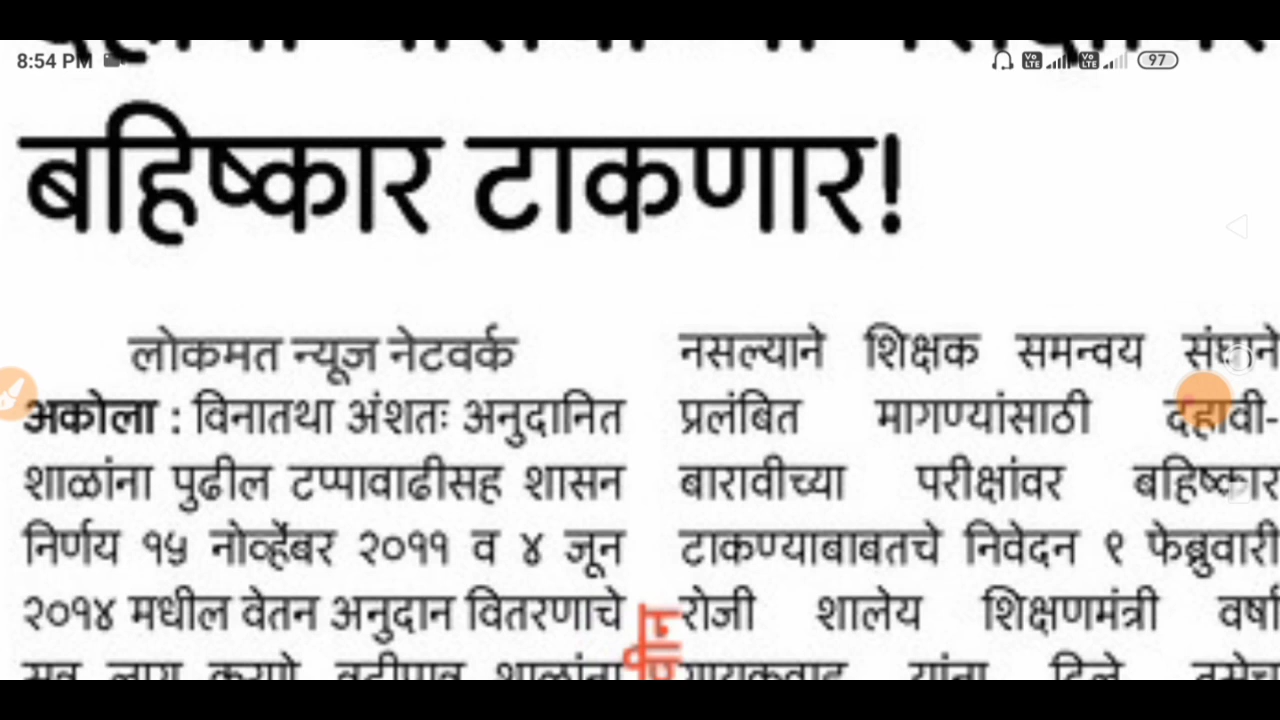 8:54 PM
97
बहिष्कार टाकणार!
लोकमत न्यूज नेटवर्क
अकोला : विनातथा अंशतः अनुदानित
शाळांना पुढील टप्पावाढीसह शासन
निर्णय १५ नोव्हेंबर २०११ व ४ जून
२०१४ मधील वेतन अनुदान वितरणाचे
नसल्याने शिक्षक समन्वय संघाने
प्रलंबित मागण्यांसाठी दहावी-
बारावीच्या परीक्षांवर बहिष्कार
टाकण्याबाबतचे निवेदन ९ फेब्रुवारी
रोजी शालेय शिक्षणमंत्री वर्षा